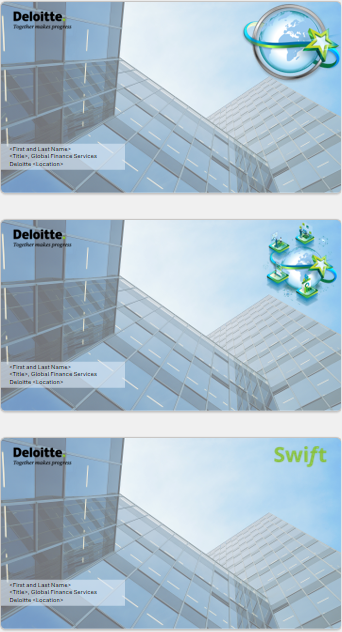 Deloitte.
Together makes progress
<First and Last Name>
<Title>, Global Finance Services
Deloitte <Location>
Deloitte.
Together makes progress
<First and Last Name>
<Title>, Global Finance Services
Deloitte <Location>
Deloitte.
Together makes progress
Swift
<First and Last Name>
<Title>, Global Finance Services
Deloitte <Location>